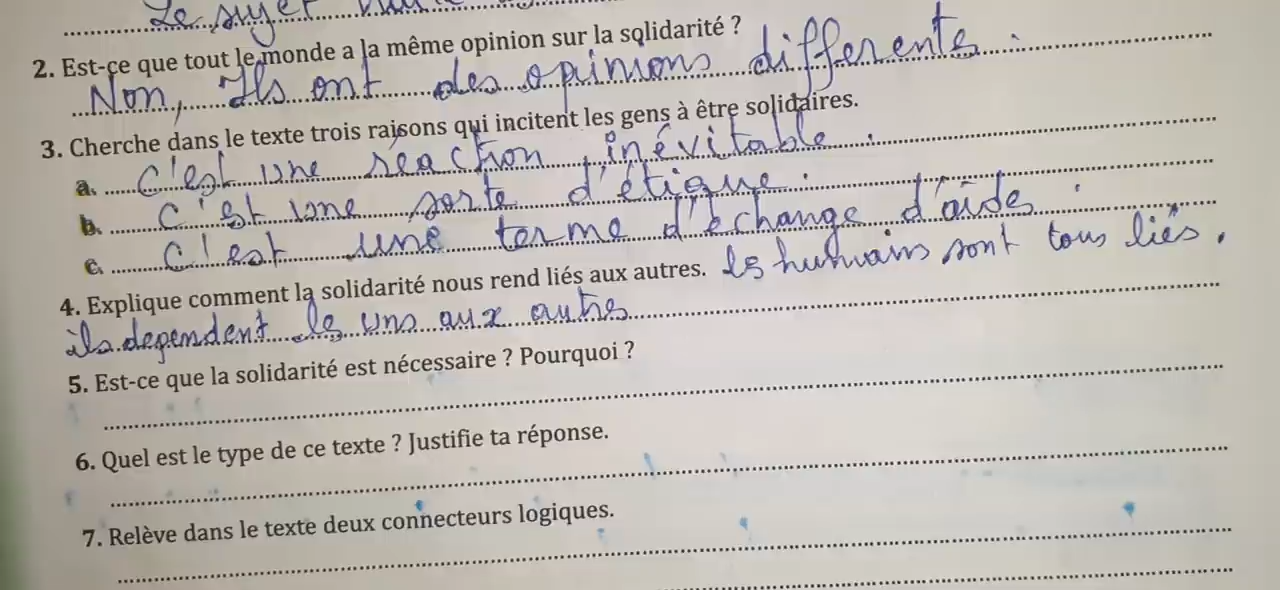 Le sujet
2. Est-ce que tout le monde a la même opinion sur la solidarité ?
Non, Ils ont des opinions differents.
3. Cherche dans le texte trois raisons qui incitent les gens à être solidaires.
a. C'est une réaction inévitable.
b. C'est une sorte d'étique.
c. C'est une terme d'échange d'aide.
4. Explique comment la solidarité nous rend liés aux autres. les humains sont tous liés.
ils dependent les uns aux autres
5. Est-ce que la solidarité est nécessaire ? Pourquoi ?
6. Quel est le type de ce texte ? Justifie ta réponse.
7. Relève dans le texte deux connecteurs logiques.